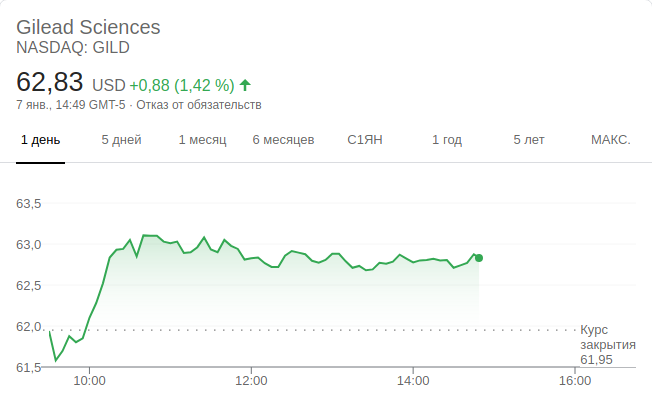 Gilead Sciences
NASDAQ: GILD
62,83 USD +0,88 (1,42 %)
7 янв., 14:49 GMT-5 · Отказ от обязательств
1 день 5 дней 1 месяц 6 месяцев С1ЯН 1 год 5 лет МАКС.
63,5
63,0
62,5
62,0
61,5
Курс
закрытия
61,95
10:00 12:00 14:00 16:00